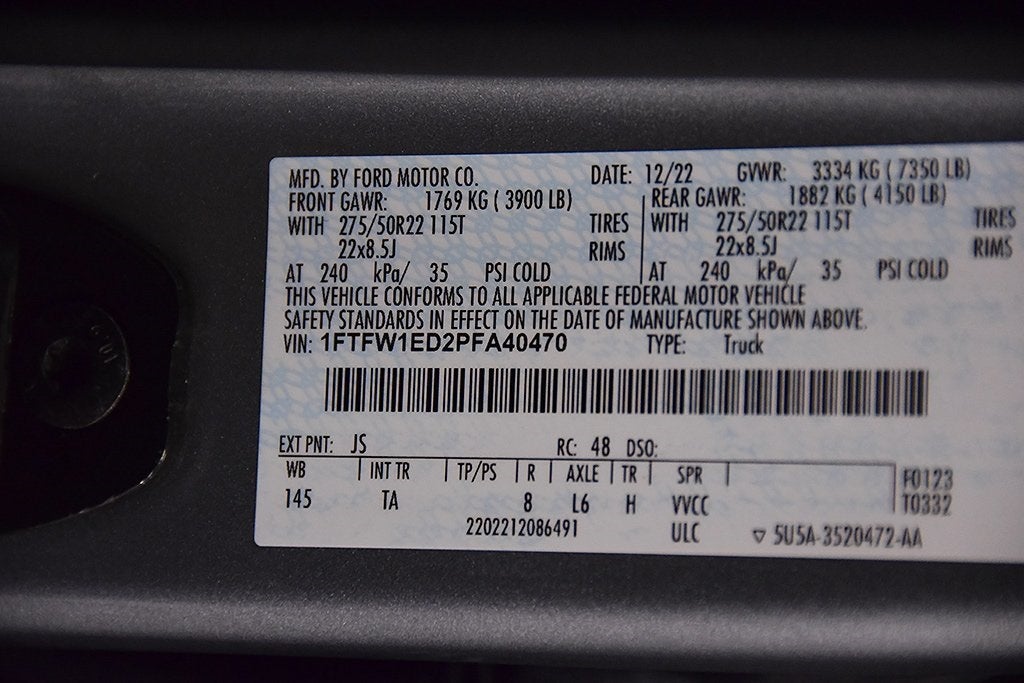 MFD. BY FORD MOTOR CO. DATE: 12/22 GVWR: 3334 KG ( 7350 LB)
FRONT GAWR: 1769 KG ( 3900 LB) REAR GAWR: 1882 KG ( 4150 LB)
WITH 275/50R22 115T TIRES WITH 275/50R22 115T TIRES
22x8.5J RIMS 22x8.5J RIMS
AT 240 kPa/ 35 PSI COLD AT 240 kPa/ 35 PSI COLD
THIS VEHICLE CONFORMS TO ALL APPLICABLE FEDERAL MOTOR VEHICLE
SAFETY STANDARDS IN EFFECT ON THE DATE OF MANUFACTURE SHOWN ABOVE.
VIN: 1FTFW1ED2PFA40470 TYPE: Truck
EXT PNT: JS RC: 48 DSO:
WB INT TR TP/PS R AXLE TR SPR F0123
145 TA 8 L6 H VVCC T0332
2202212086491 ULC ▽ 5U5A-3520472-AA